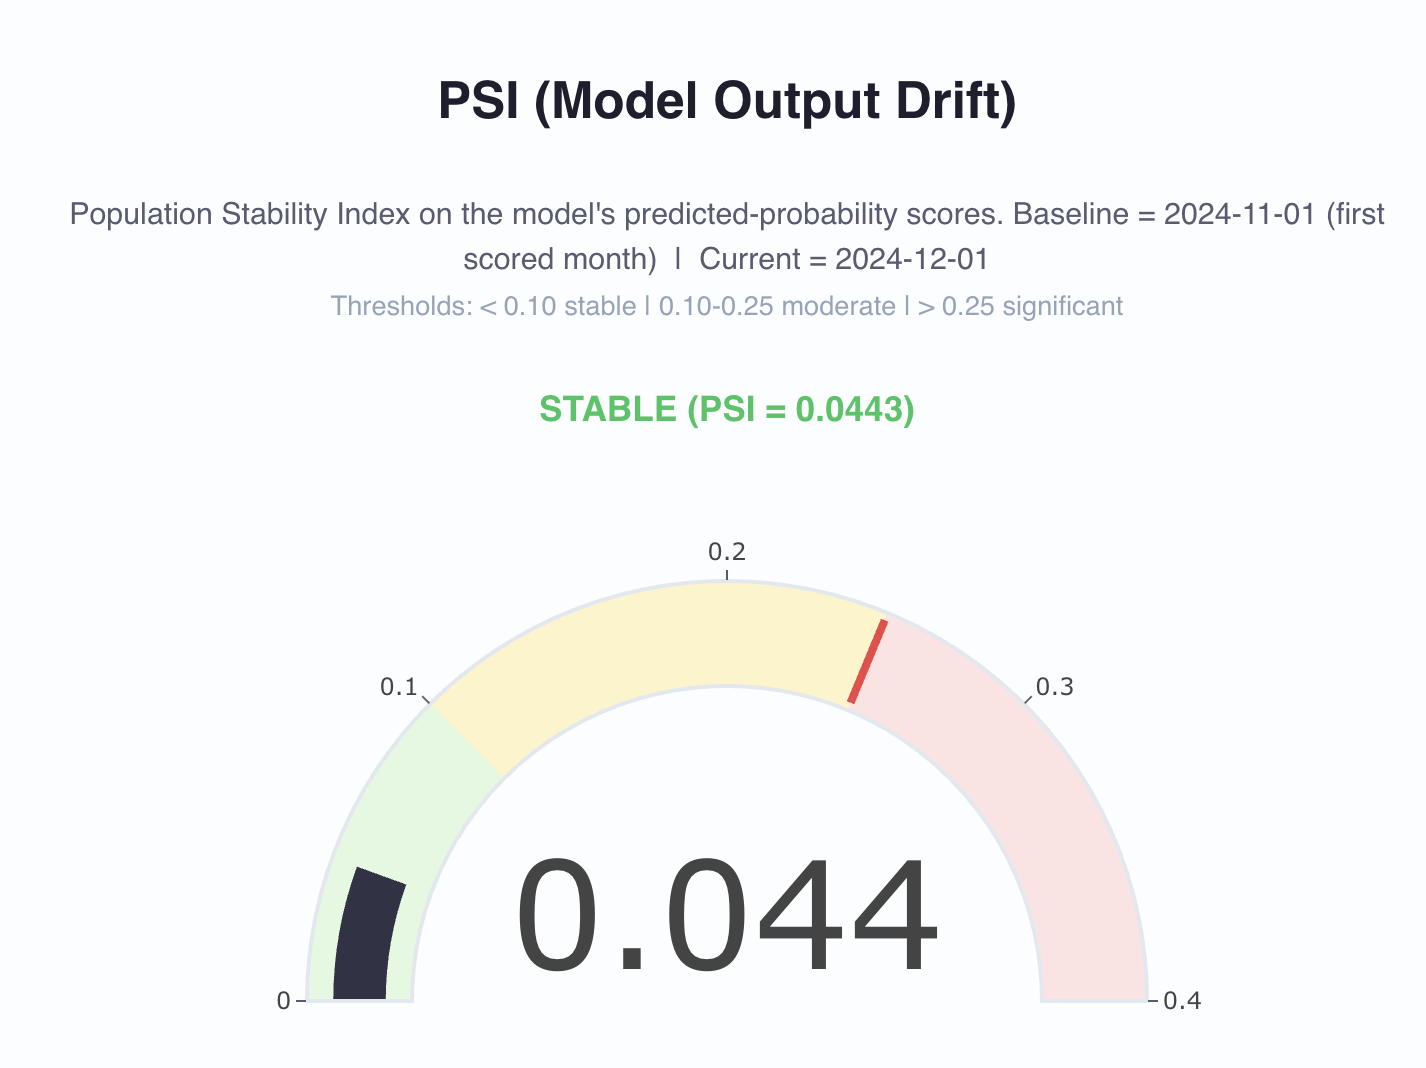 PSI (Model Output Drift)
Population Stability Index on the model's predicted-probability scores. Baseline = 2024-11-01 (first
scored month)  |  Current = 2024-12-01
Thresholds: < 0.10 stable | 0.10-0.25 moderate | > 0.25 significant
STABLE (PSI = 0.0443)
0.2
0.1
0.3
0.044
0
0.4